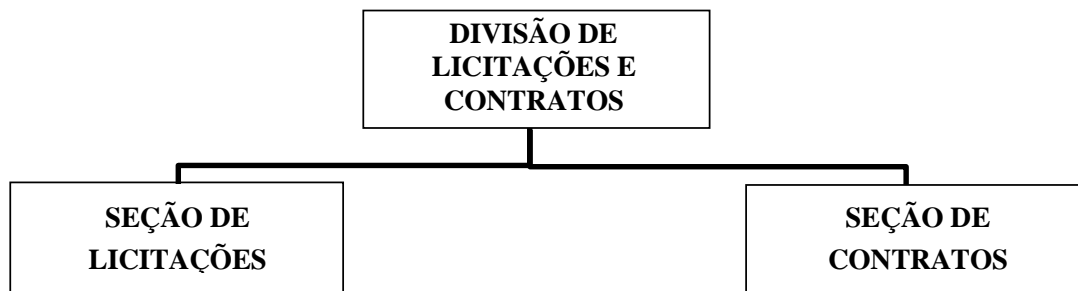 DIVISÃO DE
LICITAÇÕES E
CONTRATOS
SEÇÃO DE
LICITAÇÕES
SEÇÃO DE
CONTRATOS